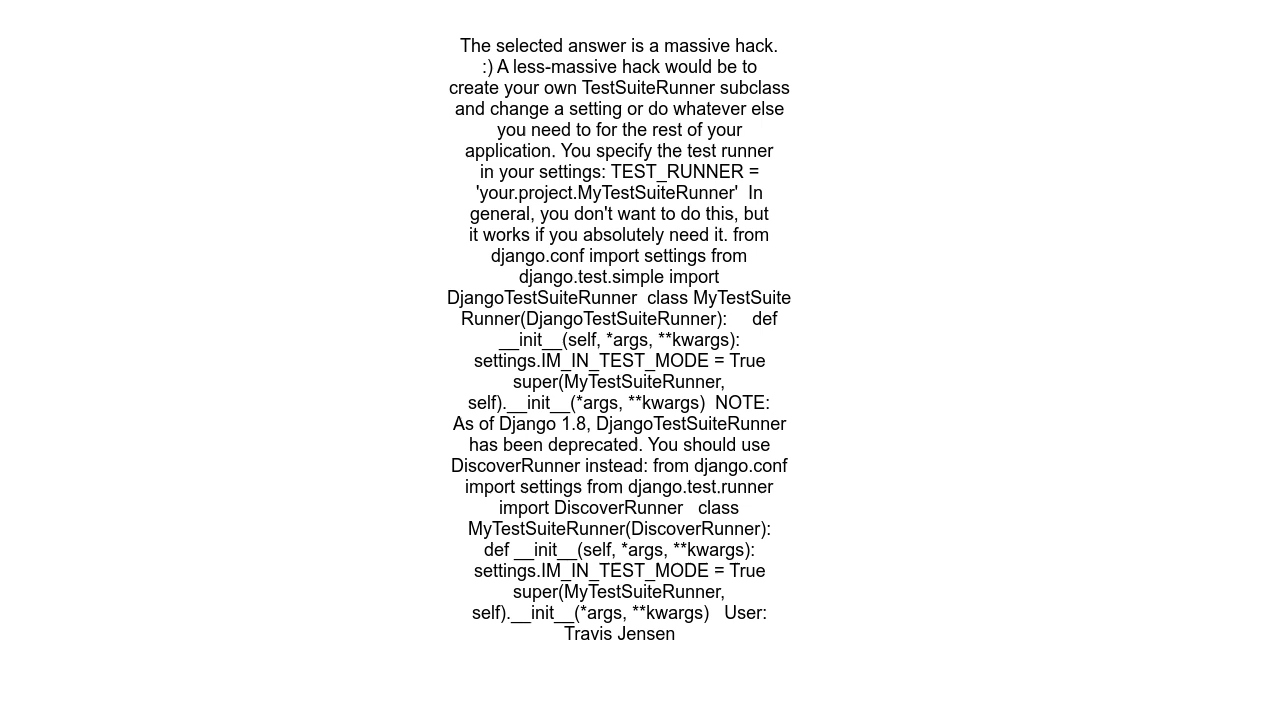 The selected answer is a massive hack.
:) A less-massive hack would be to
create your own TestSuiteRunner subclass
and change a setting or do whatever else
you need to for the rest of your
application. You specify the test runner
in your settings: TEST_RUNNER =
'your.project.MyTestSuiteRunner'  In
general, you don't want to do this, but
it works if you absolutely need it. from
django.conf import settings from
django.test.simple import
DjangoTestSuiteRunner  class MyTestSuite
Runner(DjangoTestSuiteRunner):     def
__init__(self, *args, **kwargs):
settings.IM_IN_TEST_MODE = True
super(MyTestSuiteRunner,
self).__init__(*args, **kwargs)  NOTE:
As of Django 1.8, DjangoTestSuiteRunner
has been deprecated. You should use
DiscoverRunner instead: from django.conf
import settings from django.test.runner
import DiscoverRunner   class
MyTestSuiteRunner(DiscoverRunner):
def __init__(self, *args, **kwargs):
settings.IM_IN_TEST_MODE = True
super(MyTestSuiteRunner,
self).__init__(*args, **kwargs)   User:
Travis Jensen